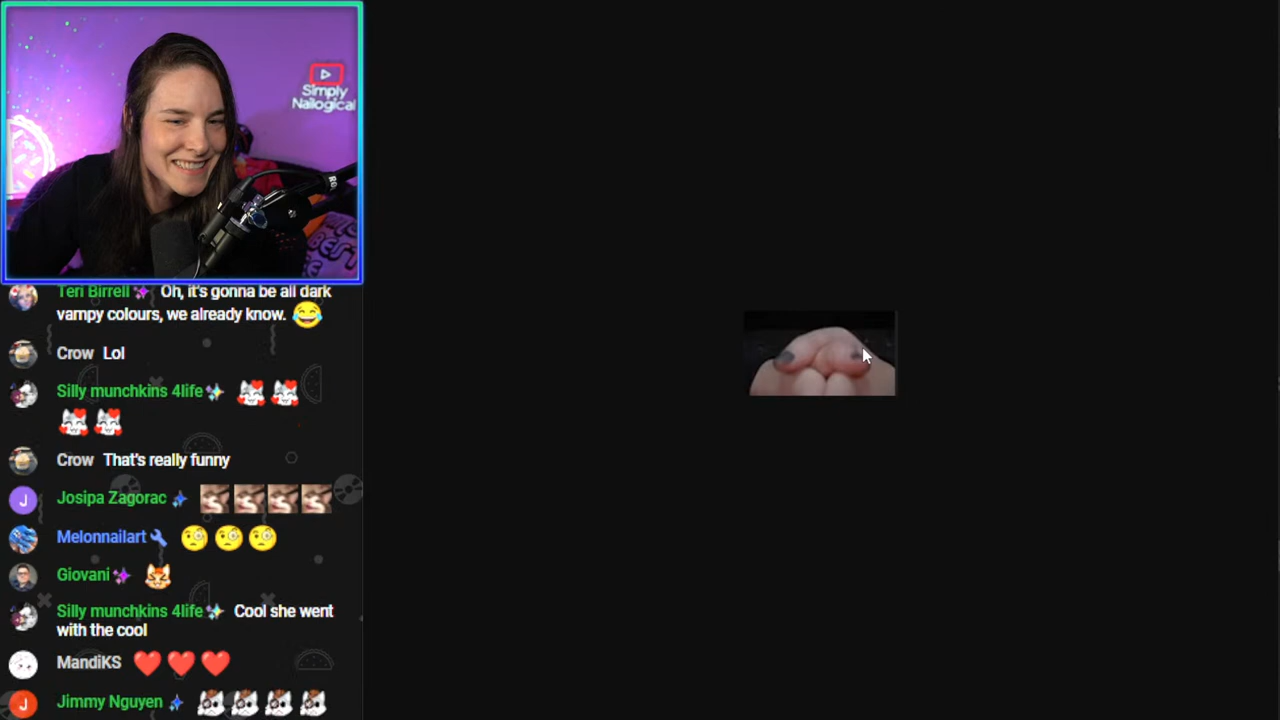 Simply
Nailogical
Teri Birrell Oh, it's gonna be all dark
vampy colours, we already know.
Crow Lol
Silly munchkins 4life
Crow That's really funny
Josipa Zagorac
J
Melonnailart
Giovani
Silly munchkins 4life Cool she went
with the cool
MandiKS
Jimmy Nguyen
J